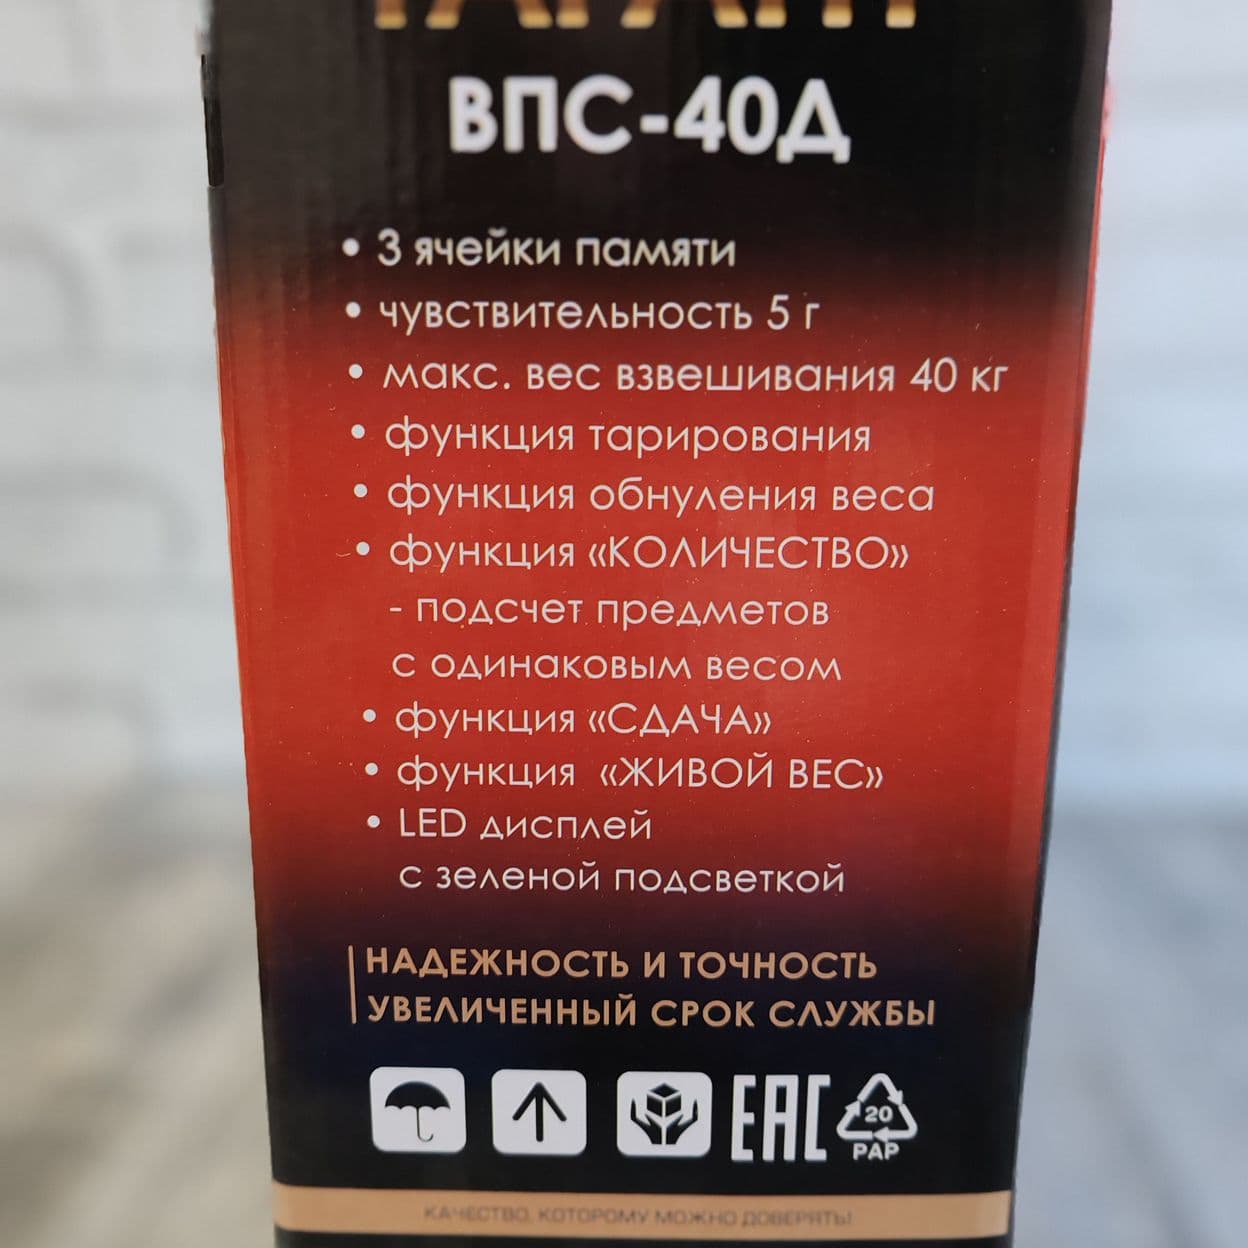 ГАРАНТ
ВПС-40Д
• 3 ячейки памяти
• чувствительность 5 г
• макс. вес взвешивания 40 кг
• функция тарирования
• функция обнуления веса
• функция «КОЛИЧЕСТВО»
- подсчет предметов
с одинаковым весом
• функция «СДАЧА»
• функция «ЖИВОЙ ВЕС»
• LED дисплей
с зеленой подсветкой
НАДЕЖНОСТЬ И ТОЧНОСТЬ
УВЕЛИЧЕННЫЙ СРОК СЛУЖБЫ
EAC 20
PAP
КАЧЕСТВО, КОТОРОМУ МОЖНО ДОВЕРЯТЬ!